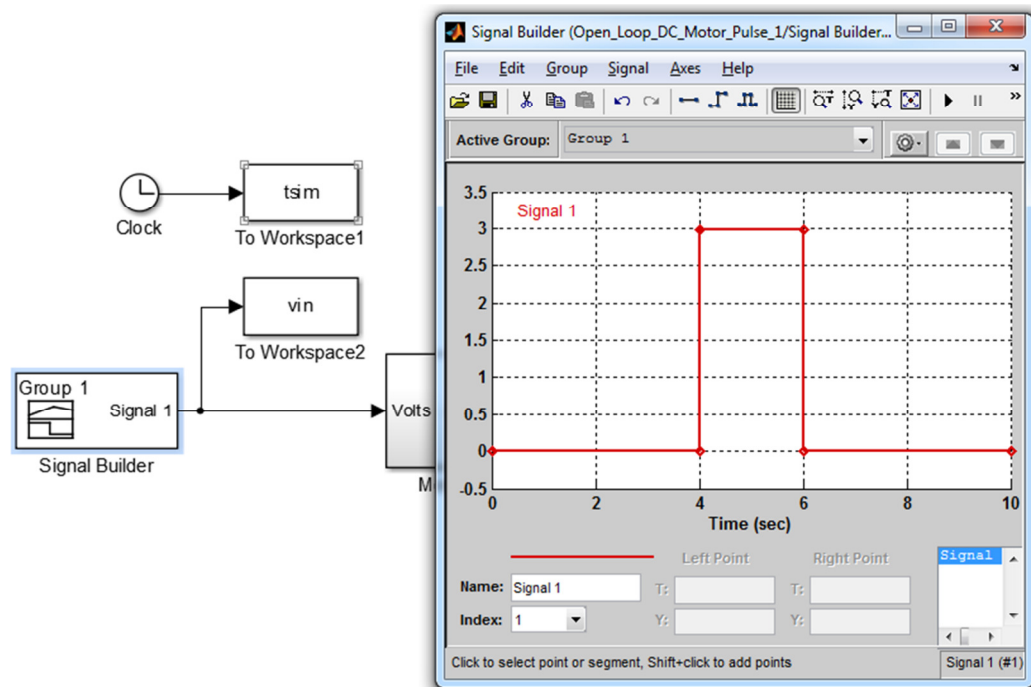 Signal Builder (Open_Loop_DC_Motor_Pulse_1/Signal Builder...
File Edit Group Signal Axes Help
Active Group: Group 1
tsim
Clock
To Workspace1
vin
To Workspace2
Group 1
Signal 1
Signal Builder
Volts
M
3.5
Signal 1
3
2.5
2
1.5
1
0.5
0
-0.5
0 2 4 6 8 10
Time (sec)
Left Point Right Point
Signal
Name: Signal 1 T: T:
Index: 1 Y: Y:
Click to select point or segment, Shift+click to add points Signal 1 (#1)